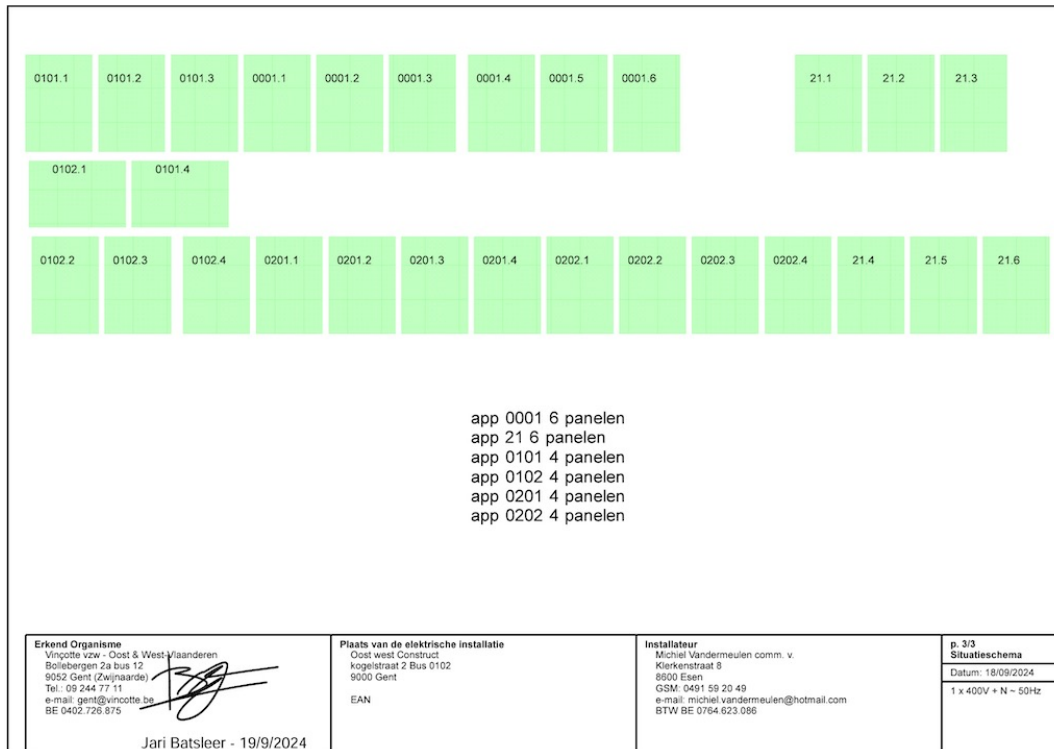 0101.1 0101.2 0101.3 0001.1 0001.2 0001.3 0001.4 0001.5 0001.6 21.1 21.2 21.3
0102.1 0101.4
0102.2 0102.3 0102.4 0201.1 0201.2 0201.3 0201.4 0202.1 0202.2 0202.3 0202.4 21.4 21.5 21.6
app 0001 6 panelen
app 21 6 panelen
app 0101 4 panelen
app 0102 4 panelen
app 0201 4 panelen
app 0202 4 panelen
Erkend Organisme
Vinçotte vzw - Oost & West-Vlaanderen
Bollebergen 2a bus 12
9052 Gent (Zwijnaarde)
Tel.: 09 244 77 11
e-mail: gent@vincotte.be
BE 0402.726.875
Jari Batsleer - 19/9/2024
Plaats van de elektrische installatie
Oost west Construct
kogelstraat 2 Bus 0102
9000 Gent
EAN
Installateur
Michiel Vandermeulen comm. v.
Klerkenstraat 8
8600 Esen
GSM: 0491 59 20 49
e-mail: michiel.vandermeulen@hotmail.com
BTW BE 0764.623.086
p. 3/3
Situatieschema
Datum: 18/09/2024
1 x 400V + N ~ 50Hz